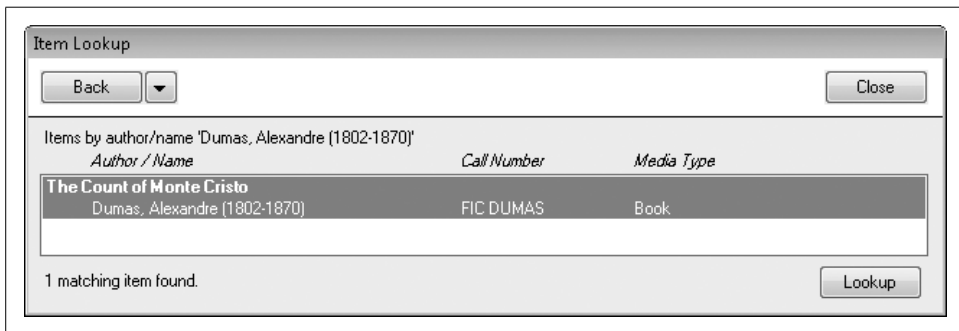 Item Lookup
Back Close
Items by author/name 'Dumas, Alexandre (1802-1870)'
Author / Name Call Number Media Type
The Count of Monte Cristo
Dumas, Alexandre (1802-1870) FIC DUMAS Book
1 matching item found. Lookup